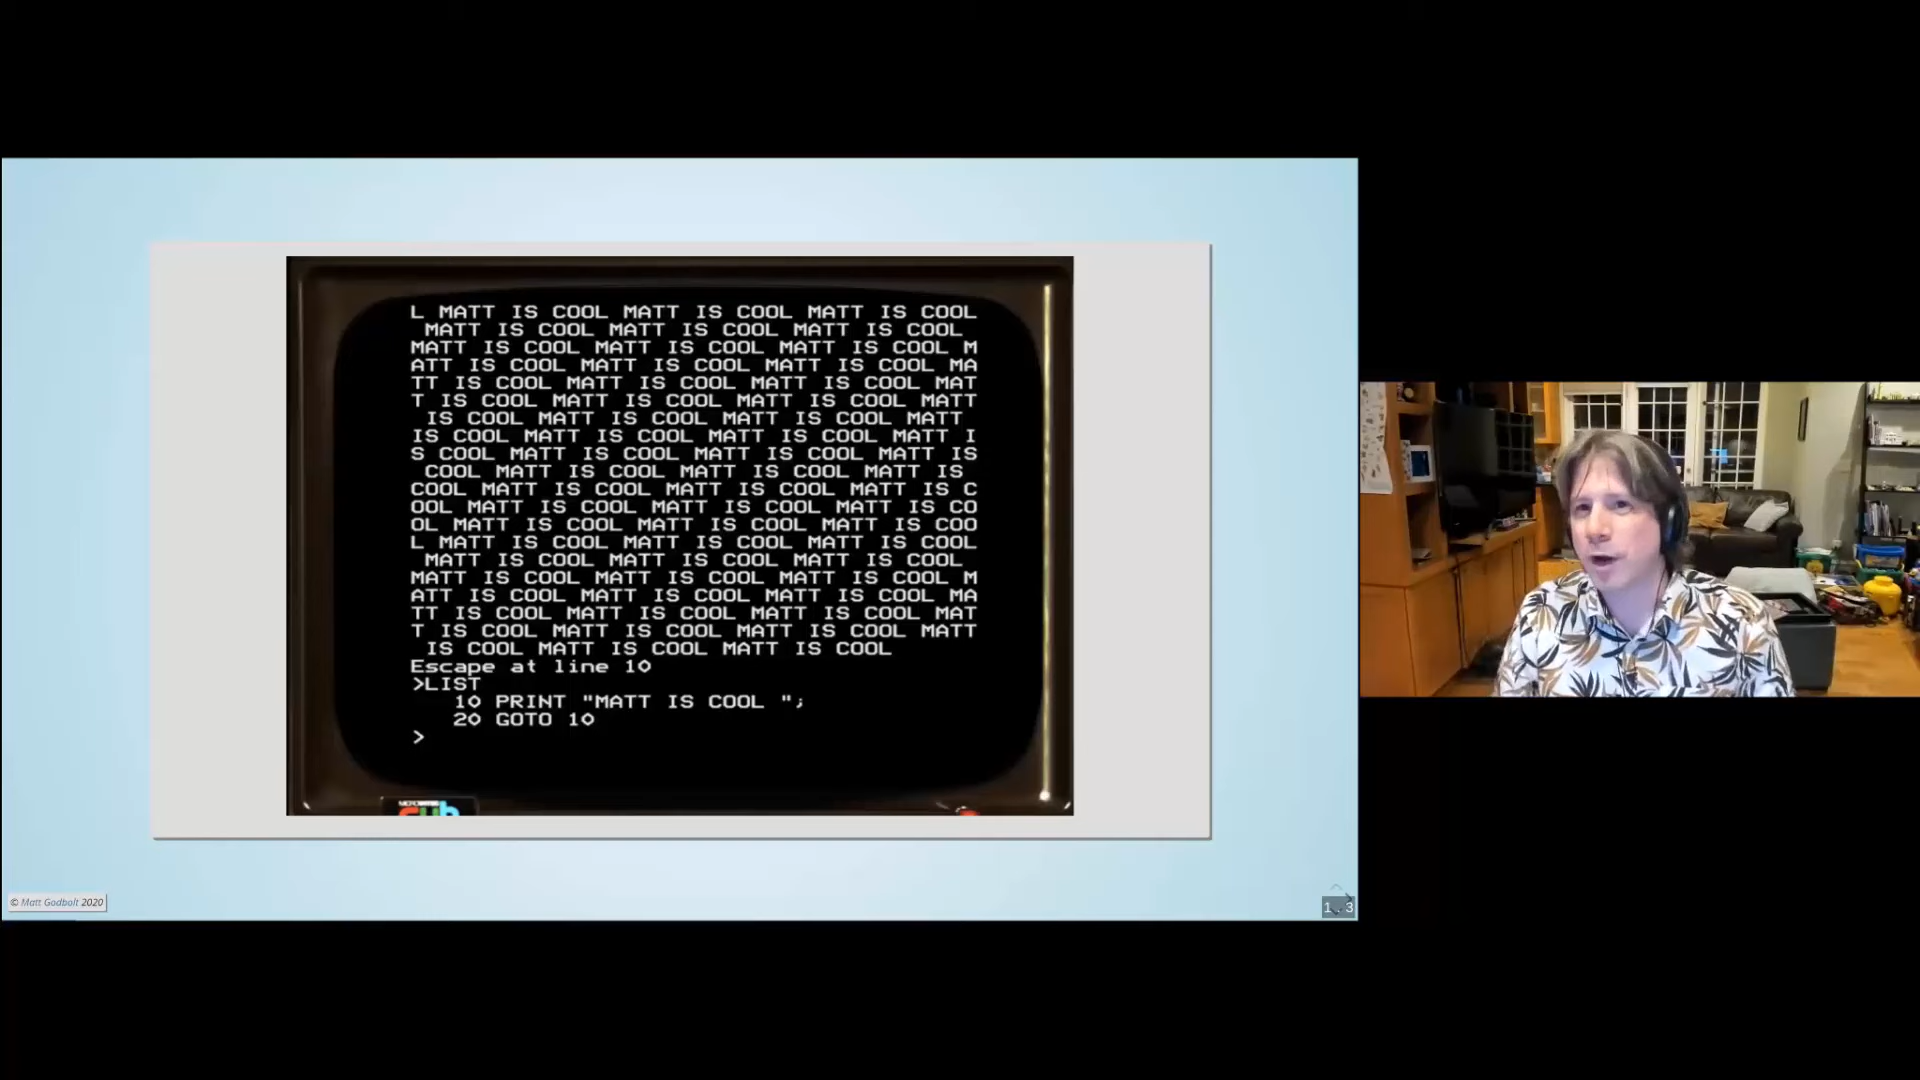 L MATT IS COOL MATT IS COOL MATT IS COOL
MATT IS COOL MATT IS COOL MATT IS COOL
MATT IS COOL MATT IS COOL MATT IS COOL M
ATT IS COOL MATT IS COOL MATT IS COOL MA
TT IS COOL MATT IS COOL MATT IS COOL MAT
T IS COOL MATT IS COOL MATT IS COOL MATT
IS COOL MATT IS COOL MATT IS COOL MATT
IS COOL MATT IS COOL MATT IS COOL MATT I
S COOL MATT IS COOL MATT IS COOL MATT IS
COOL MATT IS COOL MATT IS COOL MATT IS
COOL MATT IS COOL MATT IS COOL MATT IS C
OOL MATT IS COOL MATT IS COOL MATT IS CO
OL MATT IS COOL MATT IS COOL MATT IS COO
L MATT IS COOL MATT IS COOL MATT IS COOL
MATT IS COOL MATT IS COOL MATT IS COOL
MATT IS COOL MATT IS COOL MATT IS COOL M
ATT IS COOL MATT IS COOL MATT IS COOL MA
TT IS COOL MATT IS COOL MATT IS COOL MAT
T IS COOL MATT IS COOL MATT IS COOL MATT
IS COOL MATT IS COOL MATT IS COOL
Escape at line 10
>LIST
10 PRINT "MATT IS COOL ";
20 GOTO 10
>
© Matt Godbolt 2020